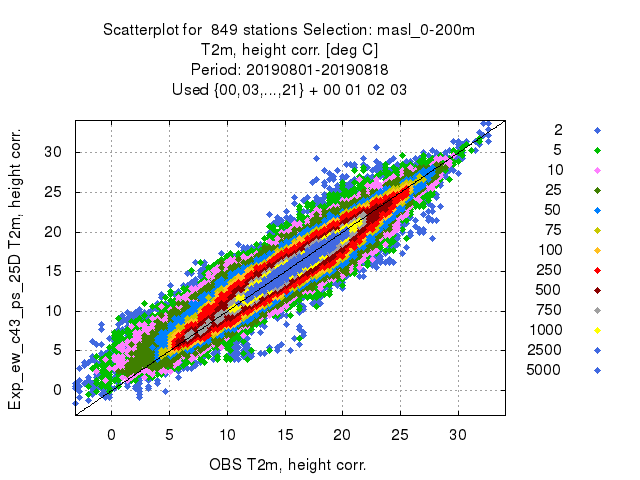 Scatterplot for 849 stations Selection: masl_0-200m
T2m, height corr. [deg C]
Period: 20190801-20190818
Used {00,03,...,21} + 00 01 02 03
Exp_ew_c43_ps_25D T2m, height corr.
30
25
20
15
10
5
0
0 5 10 15 20 25 30
OBS T2m, height corr.
2
5
10
25
50
75
100
250
500
750
1000
2500
5000